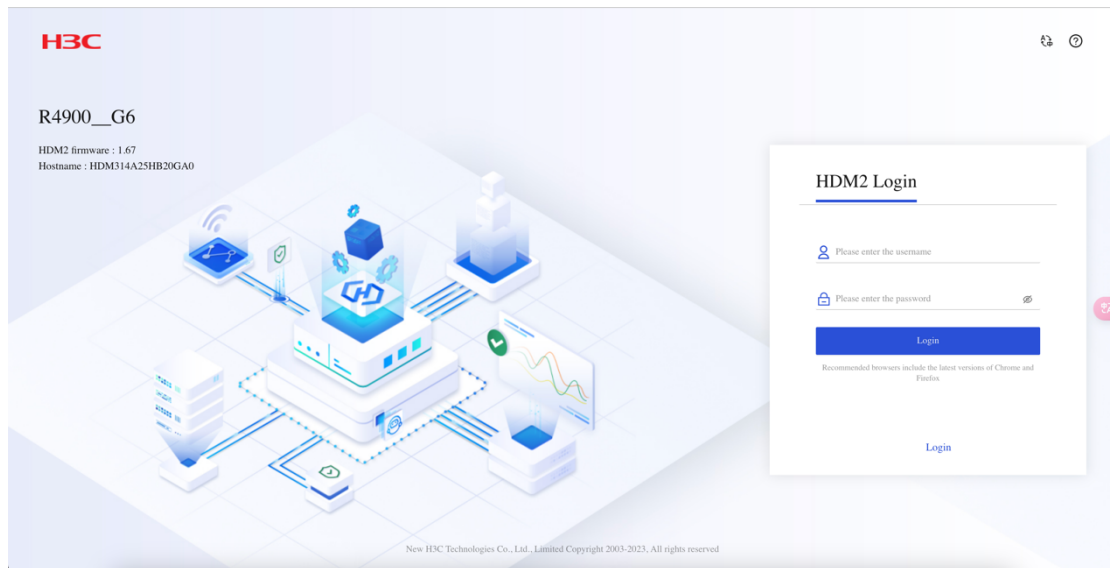 H3C
R4900__G6
HDM2 firmware : 1.67
Hostname : HDM314A25HB20GA0
HDM2 Login
Please enter the username
Please enter the password
Login
Recommended browsers include the latest versions of Chrome and
Firefox
Login
New H3C Technologies Co., Ltd., Limited Copyright 2003-2023, All rights reserved